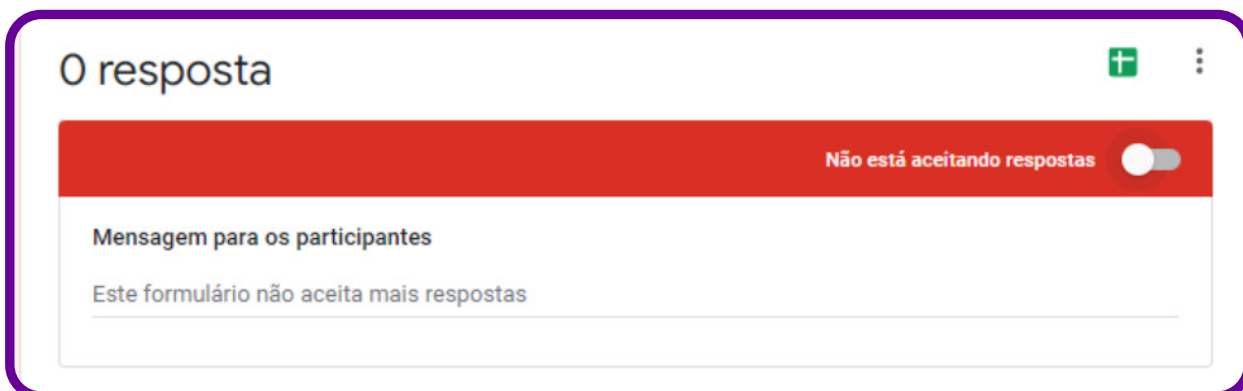 0 resposta
Não está aceitando respostas
Mensagem para os participantes
Este formulário não aceita mais respostas